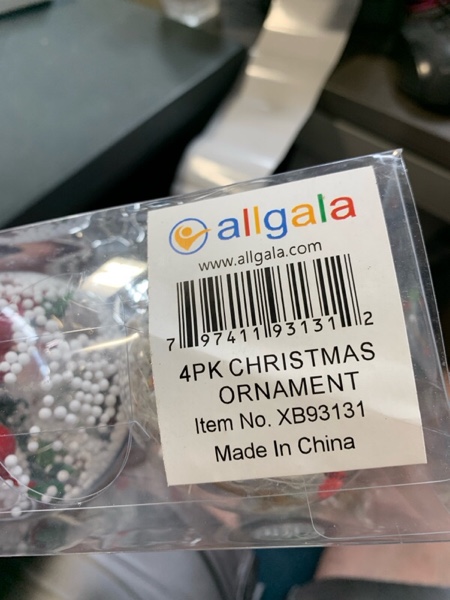 allgala
www.allgala.com
7 97411 93131 2
4PK CHRISTMAS
ORNAMENT
Item No. XB93131
Made In China